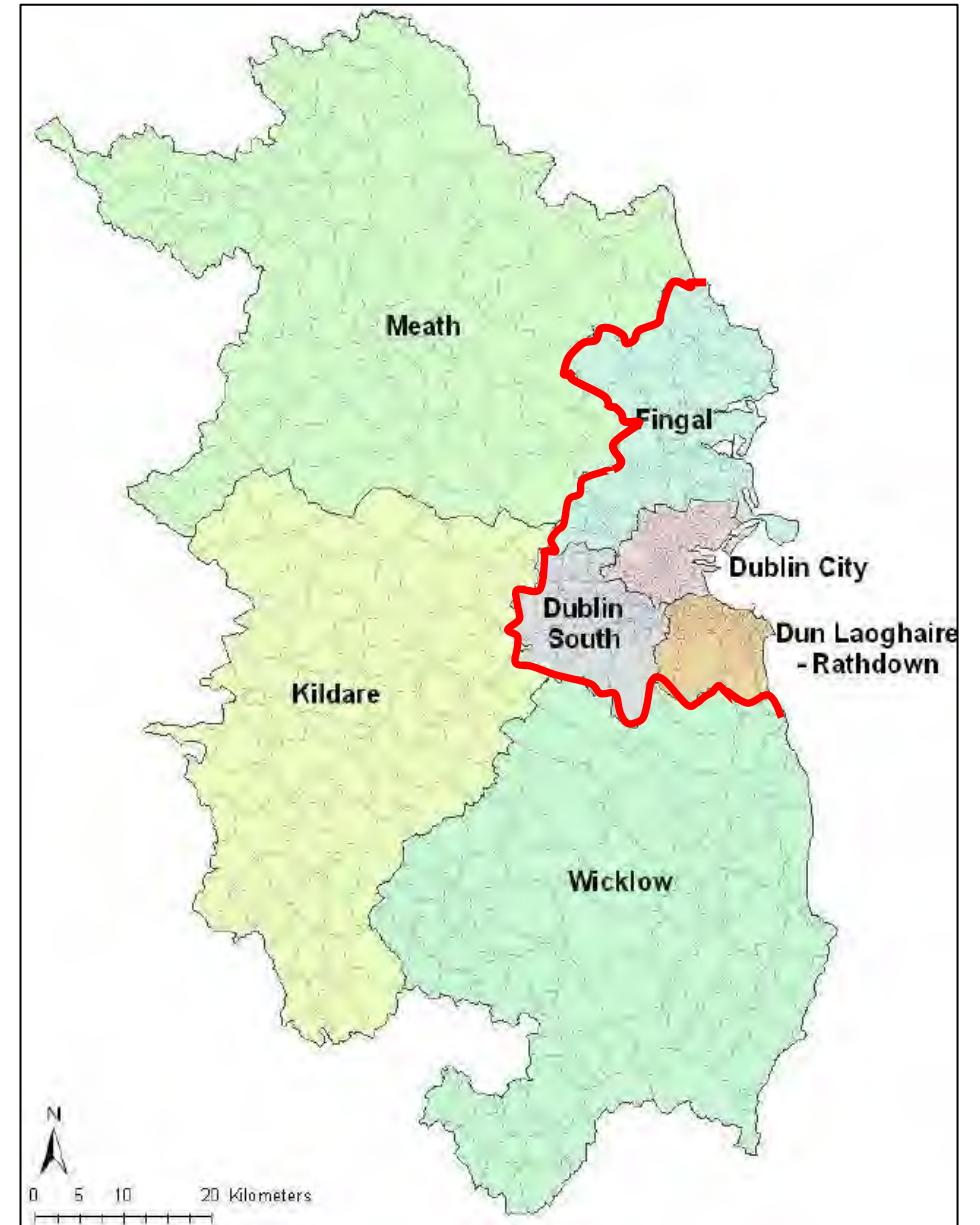 Meath
Fingal
Dublin City
Dublin
South
Dun Laoghaire
- Rathdown
Kildare
Wicklow
N
0 5 10 20 Kilometers